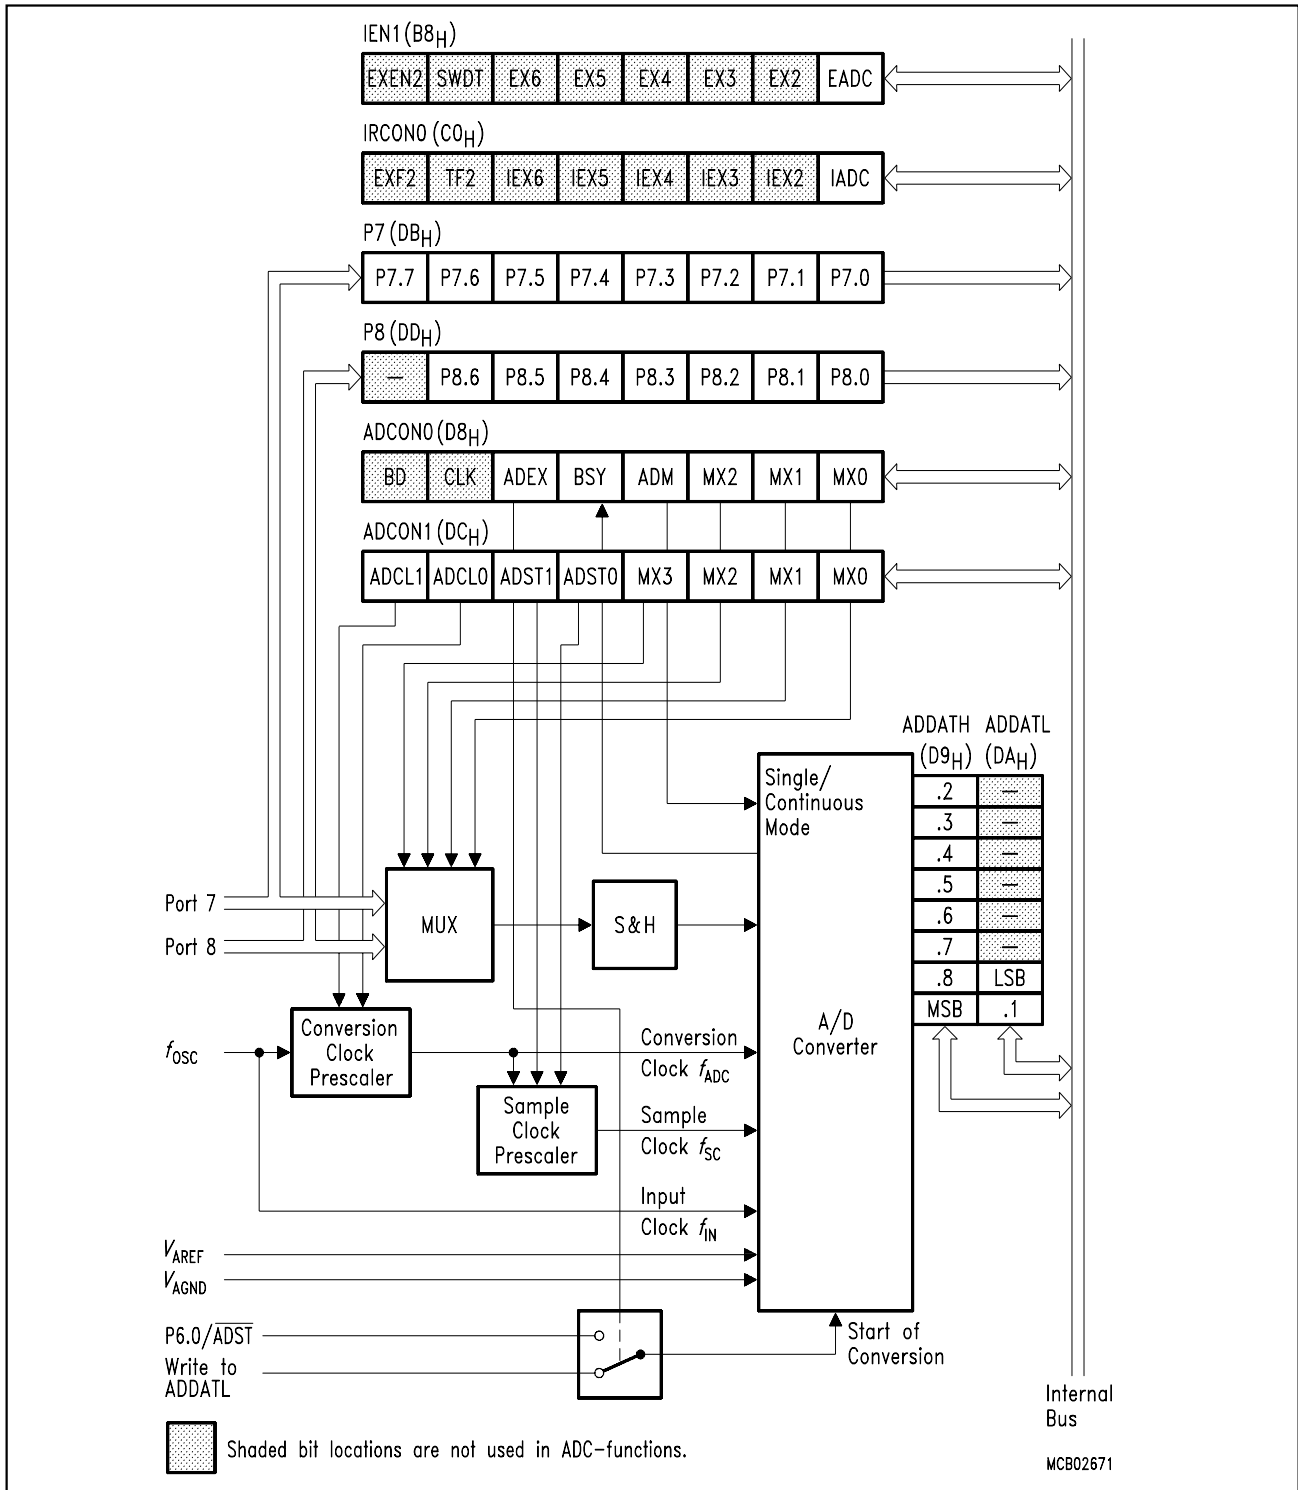 IEN1 (B8H)
EXEN2 SWDT EX6 EX5 EX4 EX3 EX2 EADC
IRCON0 (C0H)
EXF2 TF2 IEX6 IEX5 IEX4 IEX3 IEX2 IADC
P7 (DBH)
P7.7 P7.6 P7.5 P7.4 P7.3 P7.2 P7.1 P7.0
P8 (DDH)
— P8.6 P8.5 P8.4 P8.3 P8.2 P8.1 P8.0
ADCON0 (D8H)
BD CLK ADEX BSY ADM MX2 MX1 MX0
ADCON1 (DCH)
ADCL1 ADCL0 ADST1 ADST0 MX3 MX2 MX1 MX0
ADDATH ADDATL
(D9H) (DAH)
.2 —
.3 —
.4 —
.5 —
.6 —
.7 —
.8 LSB
MSB .1
Single/
Continuous
Mode
A/D
Converter
Port 7
Port 8
MUX
S&H
fOSC
Conversion
Clock
Prescaler
Conversion
Clock fADC
Sample
Clock
Prescaler
Sample
Clock fSC
Input
Clock fIN
VAREF
VAGND
P6.0/ADST
Write to
ADDATL
Start of
Conversion
Internal
Bus
Shaded bit locations are not used in ADC-functions.
MCB02671